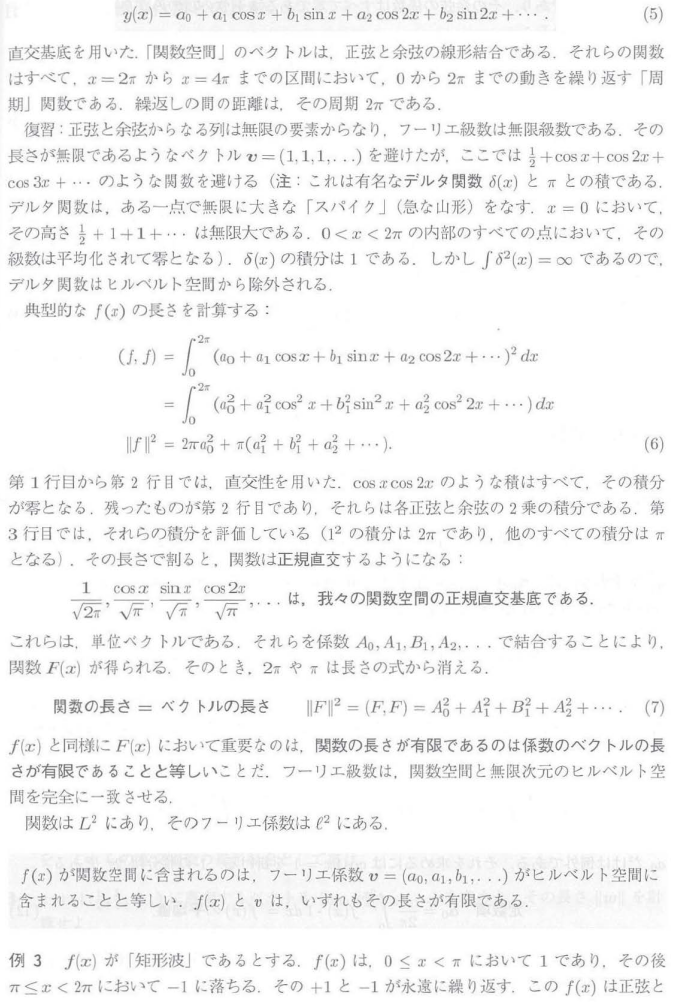 y(x) = a₀ + a₁ cos x + b₁ sin x + a₂ cos 2x + b₂ sin 2x + ⋯ . (5)
直交基底を用いた.「関数空間」のベクトルは,正弦と余弦の線形結合である.それらの関数
はすべて,x = 2π から x = 4π までの区間において,0 から 2π までの動きを繰り返す「周
期」関数である.繰返しの間の距離は,その周期 2π である.
復習:正弦と余弦からなる列は無限の要素からなり,フーリエ級数は無限級数である.その
長さが無限であるようなベクトル v = (1, 1, 1, . . .) を避けたが,ここでは 1/2 + cos x + cos 2x +
cos 3x + ⋯ のような関数を避ける(注:これは有名なデルタ関数 δ(x) と π との積である.
デルタ関数は,ある一点で無限に大きな「スパイク」(急な山形)をなす.x = 0 において,
その高さ 1/2 + 1 + 1 + ⋯ は無限大である.0 < x < 2π の内部のすべての点において,その
級数は平均化されて零となる).δ(x) の積分は 1 である.しかし ∫ δ²(x) = ∞ であるので,
デルタ関数はヒルベルト空間から除外される.
典型的な f(x) の長さを計算する:
(f, f) = ∫₀^{2π} (a₀ + a₁ cos x + b₁ sin x + a₂ cos 2x + ⋯)² dx
= ∫₀^{2π} (a₀² + a₁² cos² x + b₁² sin² x + a₂² cos² 2x + ⋯) dx
‖f‖² = 2πa₀² + π(a₁² + b₁² + a₂² + ⋯). (6)
第 1 行目から第 2 行目では,直交性を用いた.cos x cos 2x のような積はすべて,その積分
が零となる.残ったものが第 2 行目であり,それらは各正弦と余弦の 2 乗の積分である.第
3 行目では,それらの積分を評価している(1² の積分は 2π であり,他のすべての積分は π
となる).その長さで割ると,関数は正規直交するようになる:
1/√2π, cos x/√π, sin x/√π, cos 2x/√π, . . . は,我々の関数空間の正規直交基底である.
これらは,単位ベクトルである.それらを係数 A₀, A₁, B₁, A₂, . . . で結合することにより,
関数 F(x) が得られる.そのとき,2π や π は長さの式から消える.
関数の長さ = ベクトルの長さ ‖F‖² = (F, F) = A₀² + A₁² + B₁² + A₂² + ⋯ . (7)
f(x) と同様に F(x) において重要なのは,関数の長さが有限であるのは係数のベクトルの長
さが有限であることと等しいことだ.フーリエ級数は,関数空間と無限次元のヒルベルト空
間を完全に一致させる.
関数は L² にあり,そのフーリエ係数は ℓ² にある.
f(x) が関数空間に含まれるのは,フーリエ係数 v = (a₀, a₁, b₁, . . .) がヒルベルト空間に
含まれることと等しい.f(x) と v は,いずれもその長さが有限である.
例 3 f(x) が「矩形波」であるとする.f(x) は,0 ≤ x < π において 1 であり,その後
π ≤ x < 2π において −1 に落ちる.その +1 と −1 が永遠に繰り返す.この f(x) は正弦と